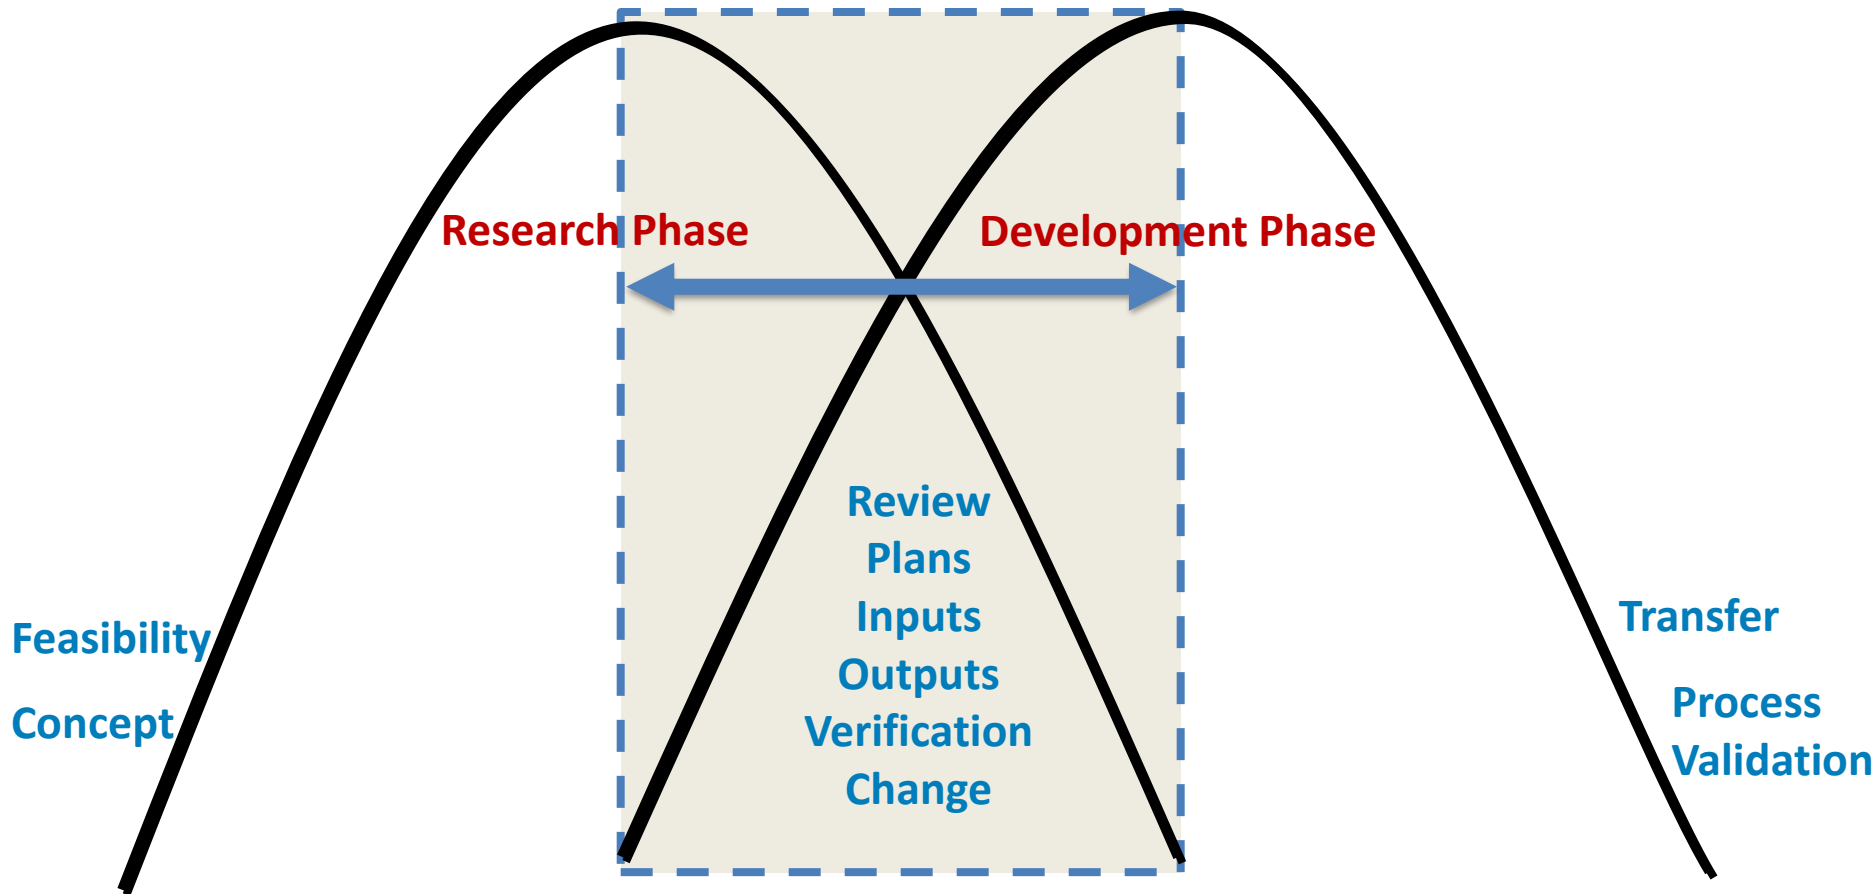 Research Phase
Development Phase
Review
Plans
Inputs
Outputs
Verification
Change
Feasibility
Concept
Transfer
Process
Validation